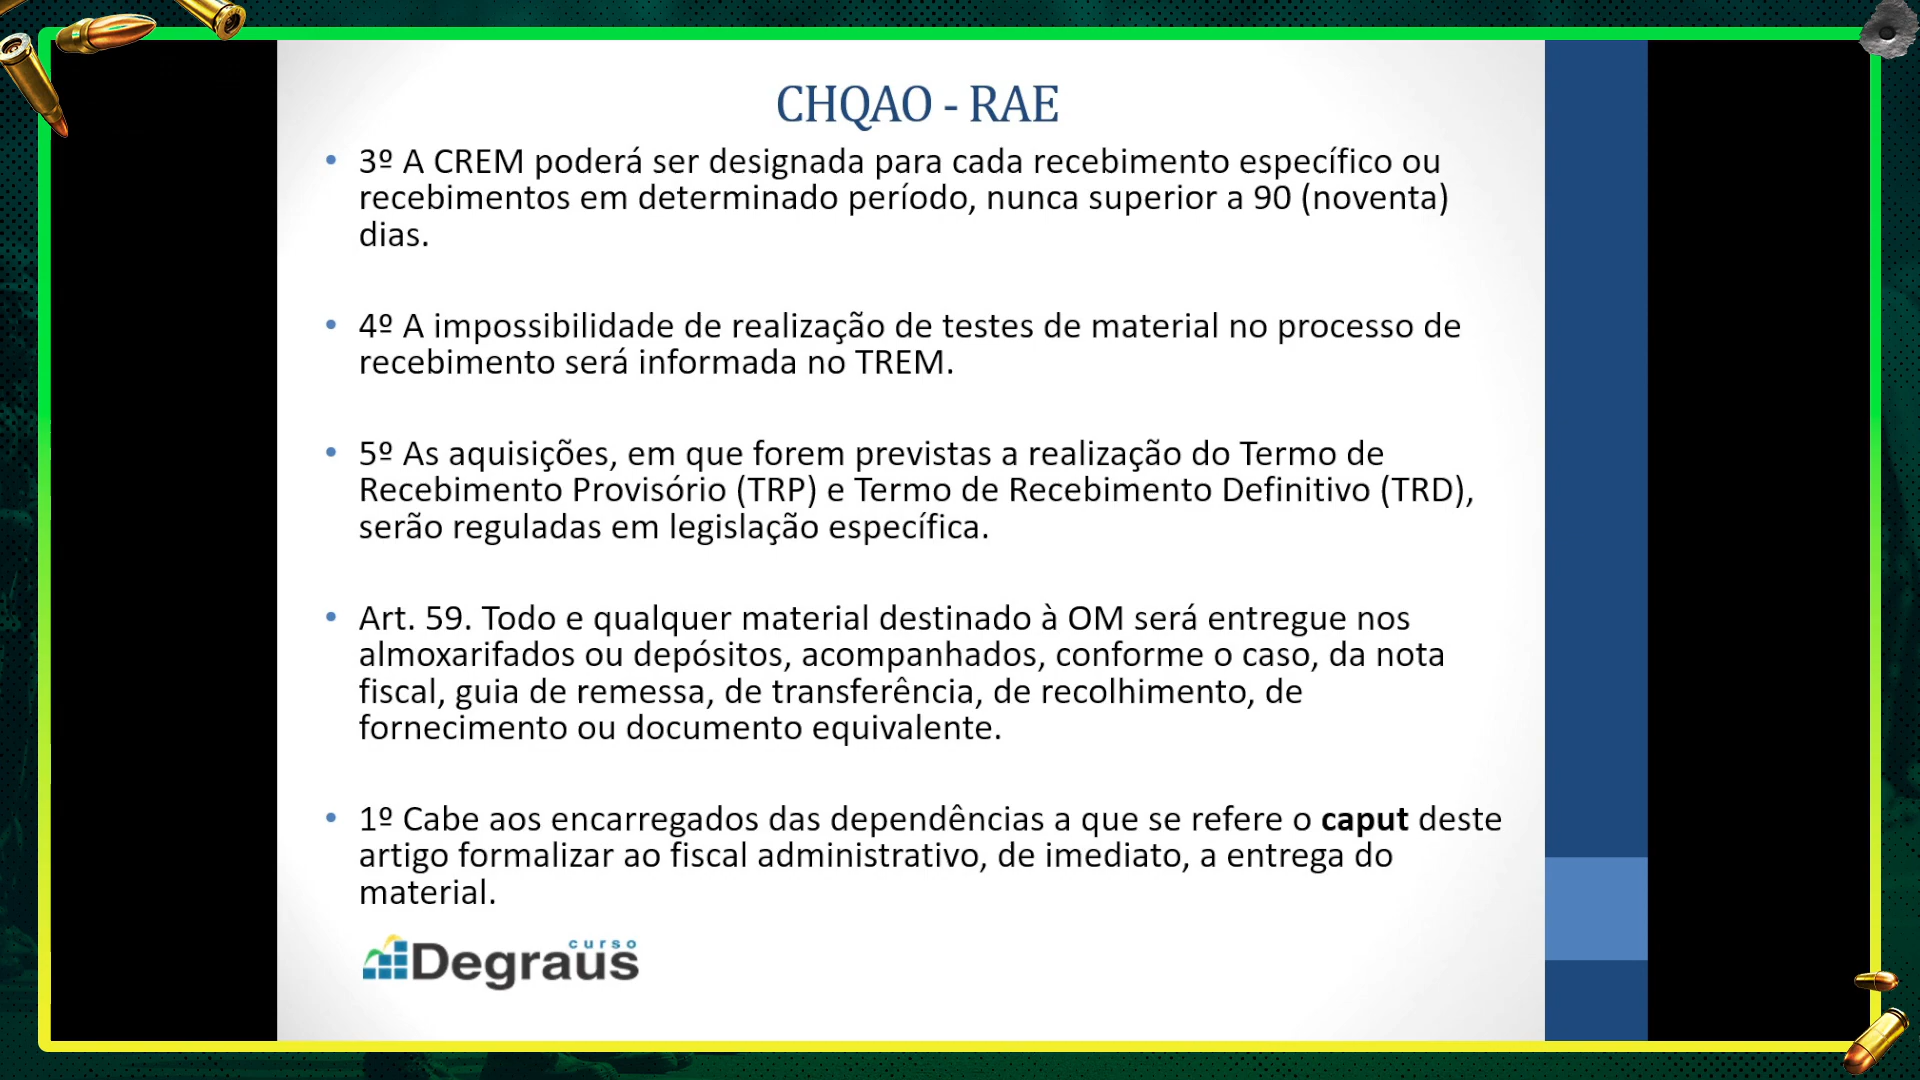 CHQAO - RAE
• 3º A CREM poderá ser designada para cada recebimento específico ou
recebimentos em determinado período, nunca superior a 90 (noventa)
dias.
• 4º A impossibilidade de realização de testes de material no processo de
recebimento será informada no TREM.
• 5º As aquisições, em que forem previstas a realização do Termo de
Recebimento Provisório (TRP) e Termo de Recebimento Definitivo (TRD),
serão reguladas em legislação específica.
• Art. 59. Todo e qualquer material destinado à OM será entregue nos
almoxarifados ou depósitos, acompanhados, conforme o caso, da nota
fiscal, guia de remessa, de transferência, de recolhimento, de
fornecimento ou documento equivalente.
• 1º Cabe aos encarregados das dependências a que se refere o caput deste
artigo formalizar ao fiscal administrativo, de imediato, a entrega do
material.
curso
Degraus